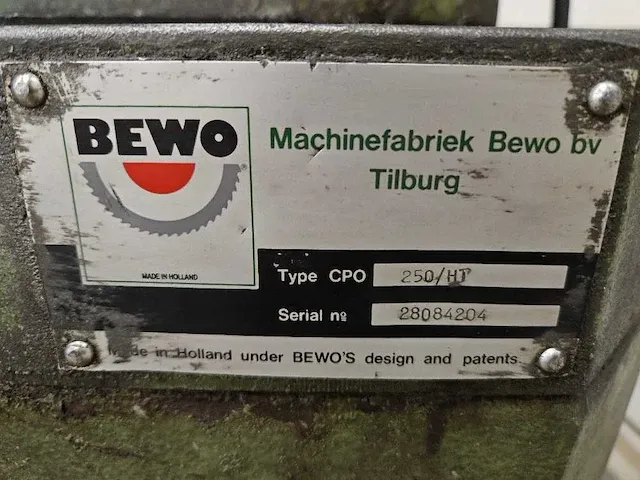 BEWO
MADE IN HOLLAND
Machinefabriek Bewo bv
Tilburg
Type CPO 250/HT
Serial nº 28084204
Made in Holland under BEWO'S design and patents